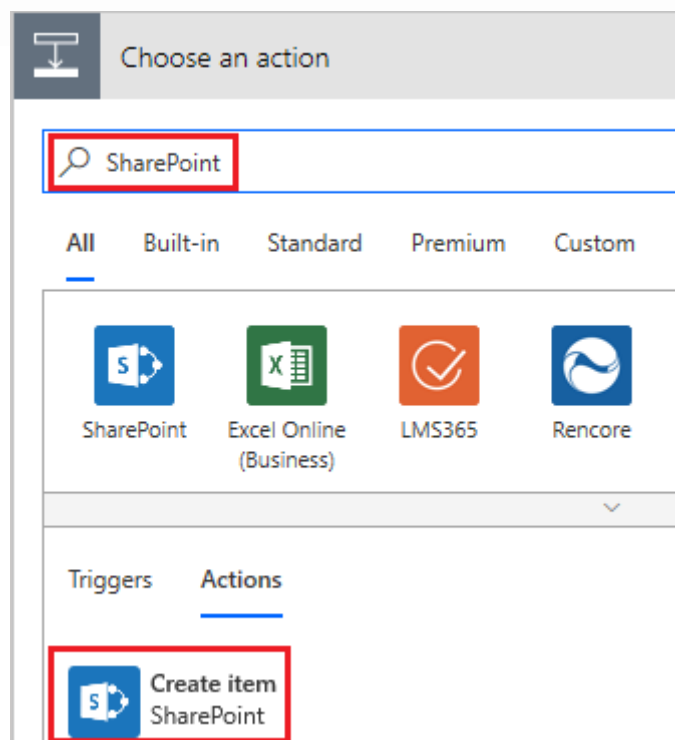 Choose an action
SharePoint
All Built-in Standard Premium Custom
SharePoint Excel Online (Business) LMS365 Rencore
Triggers Actions
Create item
SharePoint